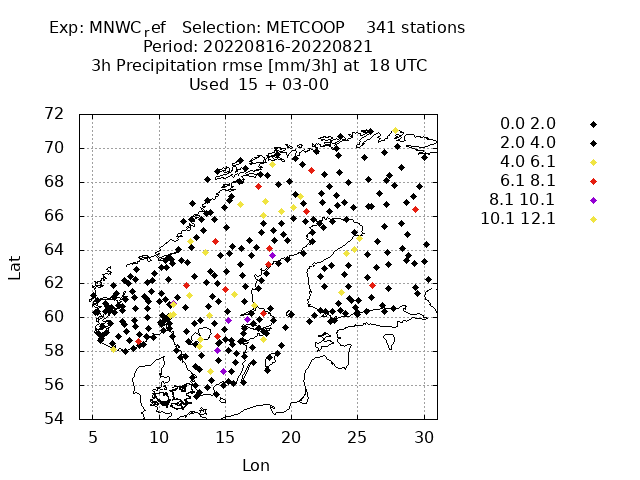 Exp: MNWCref   Selection: METCOOP    341 stations
Period: 20220816-20220821
3h Precipitation rmse [mm/3h] at  18 UTC
Used  15 + 03-00
72
70
68
66
64
62
60
58
56
54
Lat
5 10 15 20 25 30
Lon
0.0 2.0
2.0 4.0
4.0 6.1
6.1 8.1
8.1 10.1
10.1 12.1